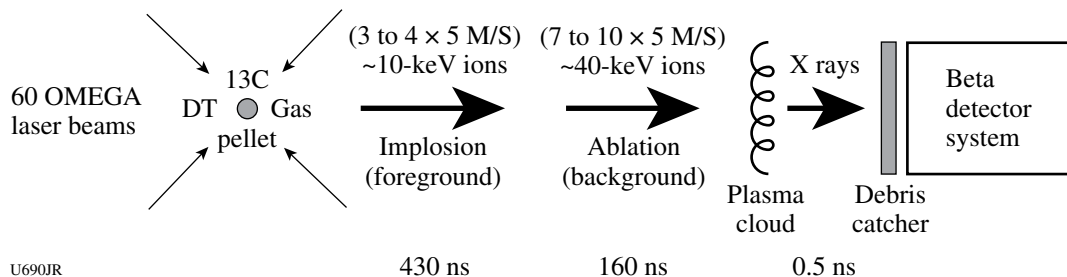 60 OMEGA
laser beams
13C
DT Gas
pellet
(3 to 4 × 5 M/S)
~10-keV ions
Implosion
(foreground)
(7 to 10 × 5 M/S)
~40-keV ions
Ablation
(background)
Plasma
cloud
X rays
Debris
catcher
Beta
detector
system
U690JR
430 ns
160 ns
0.5 ns